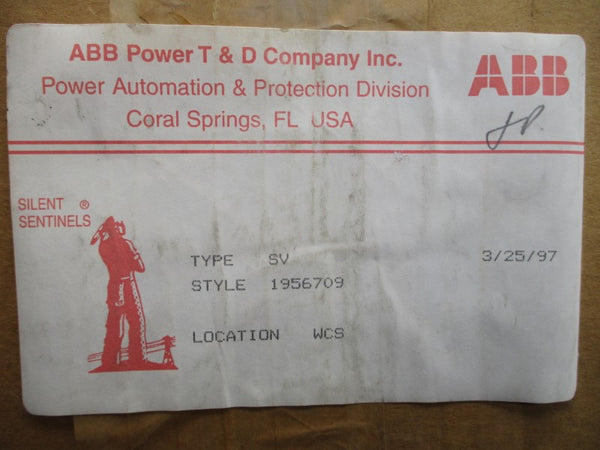 ABB Power T & D Company Inc.
ABB
Power Automation & Protection Division
Coral Springs, FL USA
SILENT ®
SENTINELS
TYPE SV 3/25/97
STYLE 1956709
LOCATION WCS